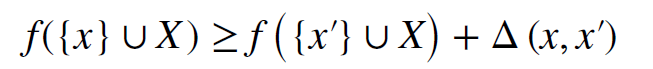 f({x} ∪ X) ≥ f({x′} ∪ X) + Δ (x, x′)